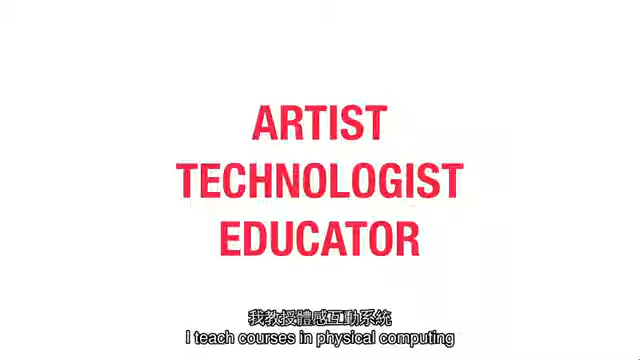 ARTIST
TECHNOLOGIST
EDUCATOR
我教授體感互動系統
I teach courses in physical computing